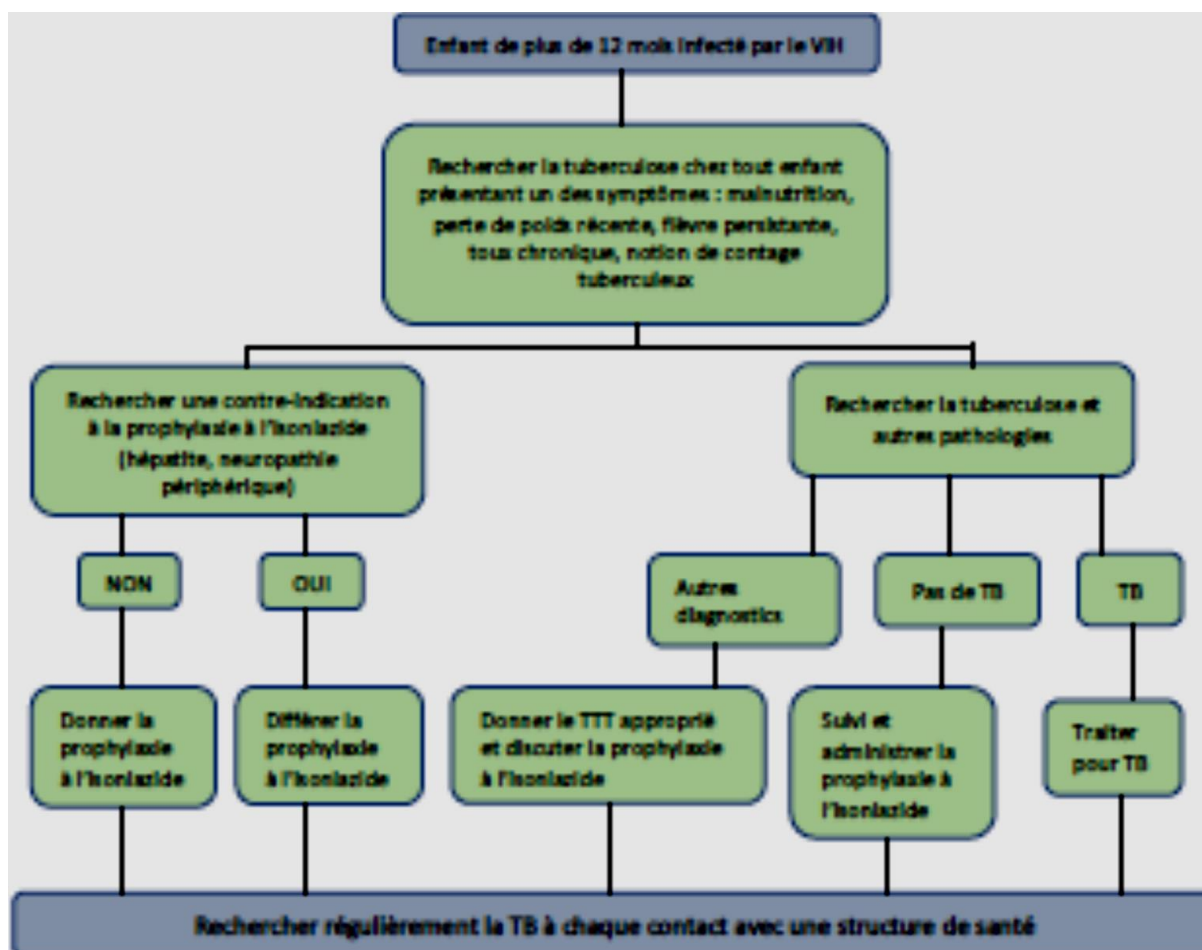 Enfant de plus de 12 mois infecté par le VIH
Rechercher la tuberculose chez tout enfant
présentant un des symptômes : malnutrition,
perte de poids récente, fièvre persistante,
toux chronique, notion de contage
tuberculeux
Rechercher une contre-indication
à la prophylaxie à l'isoniazide
(hépatite, neuropathie
périphérique)
Rechercher la tuberculose et
autres pathologies
NON
OUI
Autres
diagnostics
Pas de TB
TB
Donner la
prophylaxie
à l'isoniazide
Différer la
prophylaxie
à l'isoniazide
Donner le TTT approprié
et discuter la prophylaxie
à l'isoniazide
Suivi et
administrer la
prophylaxie à
l'isoniazide
Traiter
pour TB
Rechercher régulièrement la TB à chaque contact avec une structure de santé